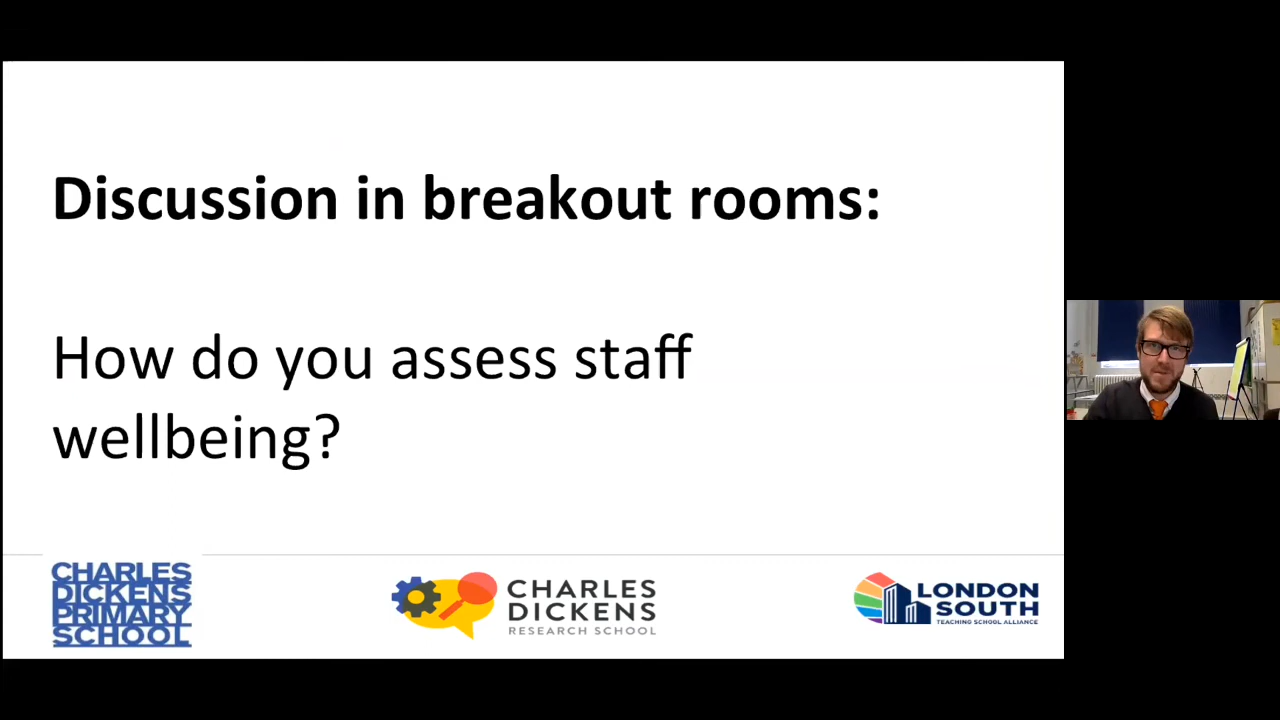 Discussion in breakout rooms:
How do you assess staff
wellbeing?
CHARLES
DICKENS
PRIMARY
SCHOOL
CHARLES
DICKENS
RESEARCH SCHOOL
LONDON
SOUTH
TEACHING SCHOOL ALLIANCE